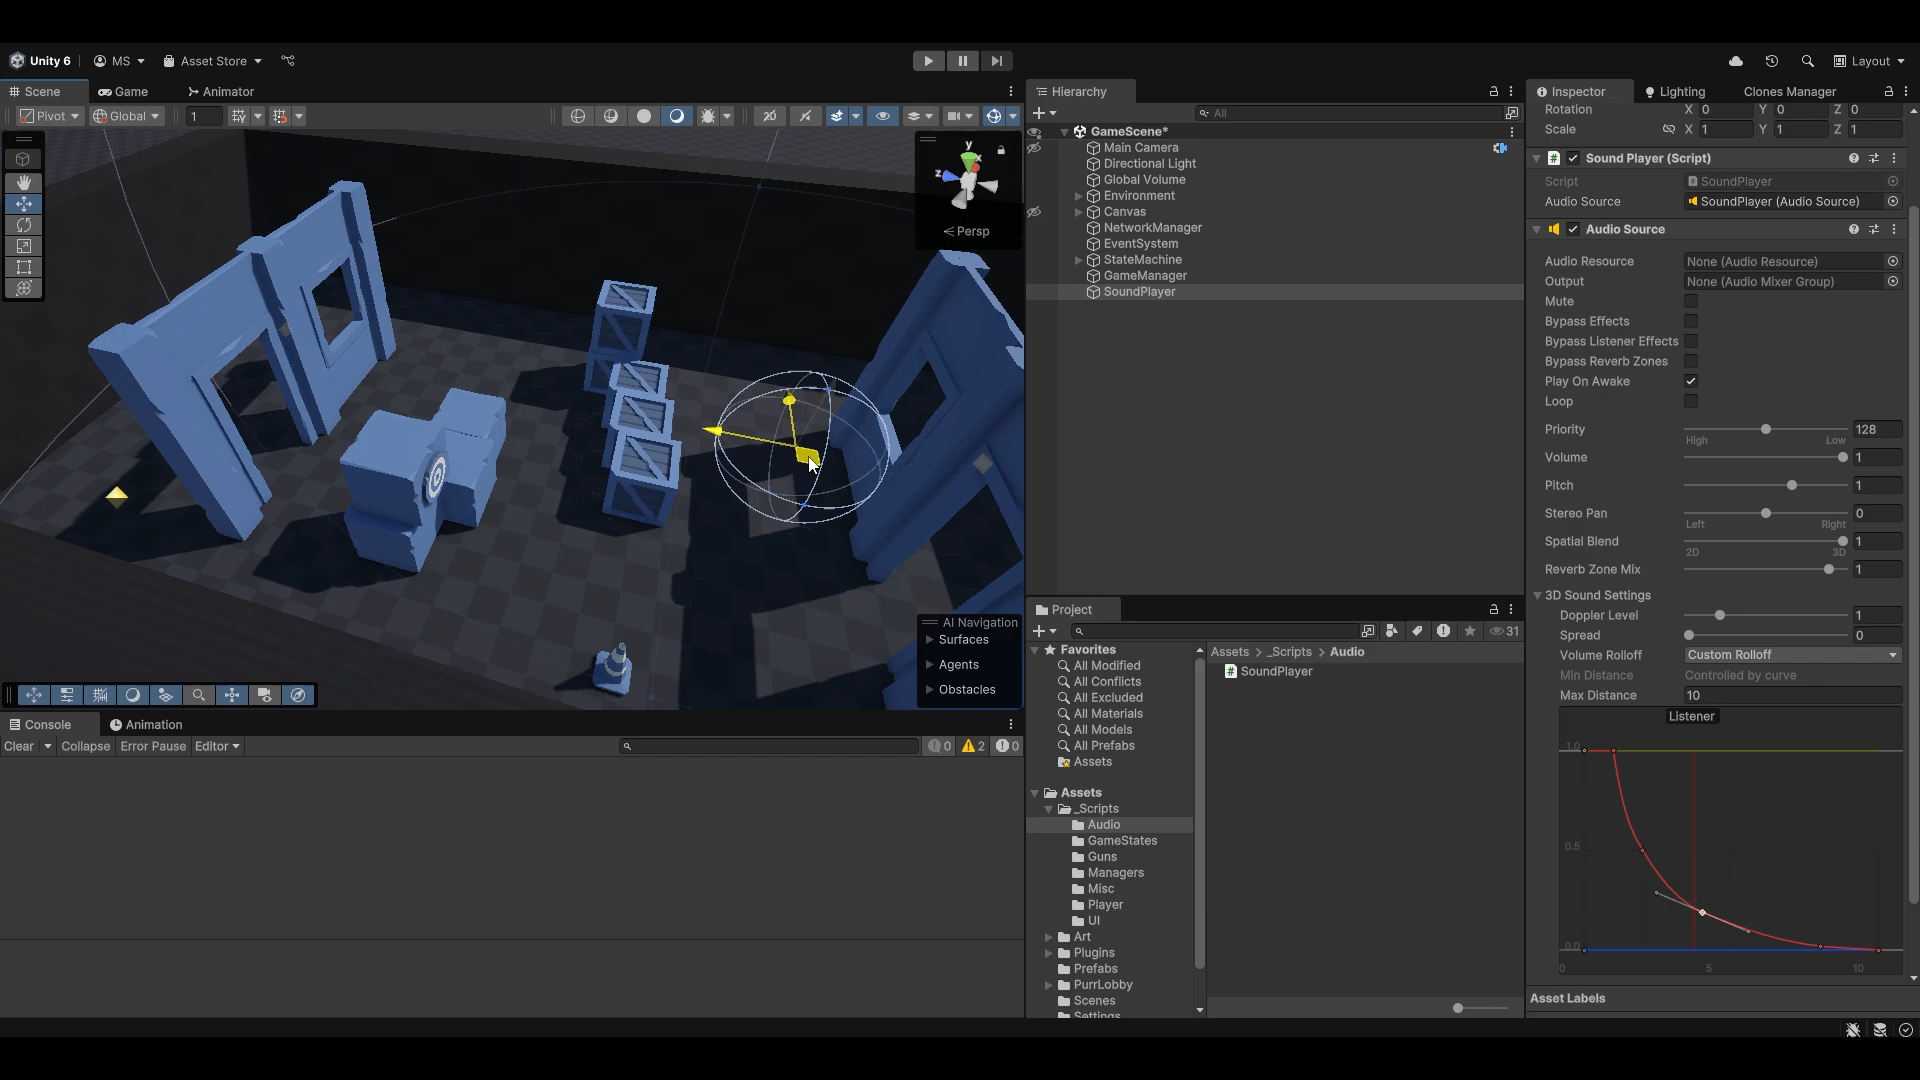 Unity 6
MS
Asset Store
Layout
Scene
Game
Animator
Pivot
Global
1
y
x
z
Persp
AI Navigation
Surfaces
Agents
Obstacles
Console
Animation
Clear
Collapse
Error Pause
Editor
0
2
0
Hierarchy
All
GameScene*
Main Camera
Directional Light
Global Volume
Environment
Canvas
NetworkManager
EventSystem
StateMachine
GameManager
SoundPlayer
Project
31
Favorites
All Modified
All Conflicts
All Excluded
All Materials
All Models
All Prefabs
Assets
Assets
_Scripts
Audio
GameStates
Guns
Managers
Misc
Player
UI
Art
Plugins
Prefabs
PurrLobby
Scenes
Settings
Assets > _Scripts > Audio
SoundPlayer
Inspector
Lighting
Clones Manager
Rotation X 0 Y 0 Z 0
Scale X 1 Y 1 Z 1
# Sound Player (Script)
Script SoundPlayer
Audio Source SoundPlayer (Audio Source)
Audio Source
Audio Resource None (Audio Resource)
Output None (Audio Mixer Group)
Mute
Bypass Effects
Bypass Listener Effects
Bypass Reverb Zones
Play On Awake
Loop
Priority 128
High Low
Volume 1
Pitch 1
Stereo Pan 0
Left Right
Spatial Blend 1
2D 3D
Reverb Zone Mix 1
3D Sound Settings
Doppler Level 1
Spread 0
Volume Rolloff Custom Rolloff
Min Distance Controlled by curve
Max Distance 10
Listener
1.0
0.5
0.0
0 5 10
Asset Labels